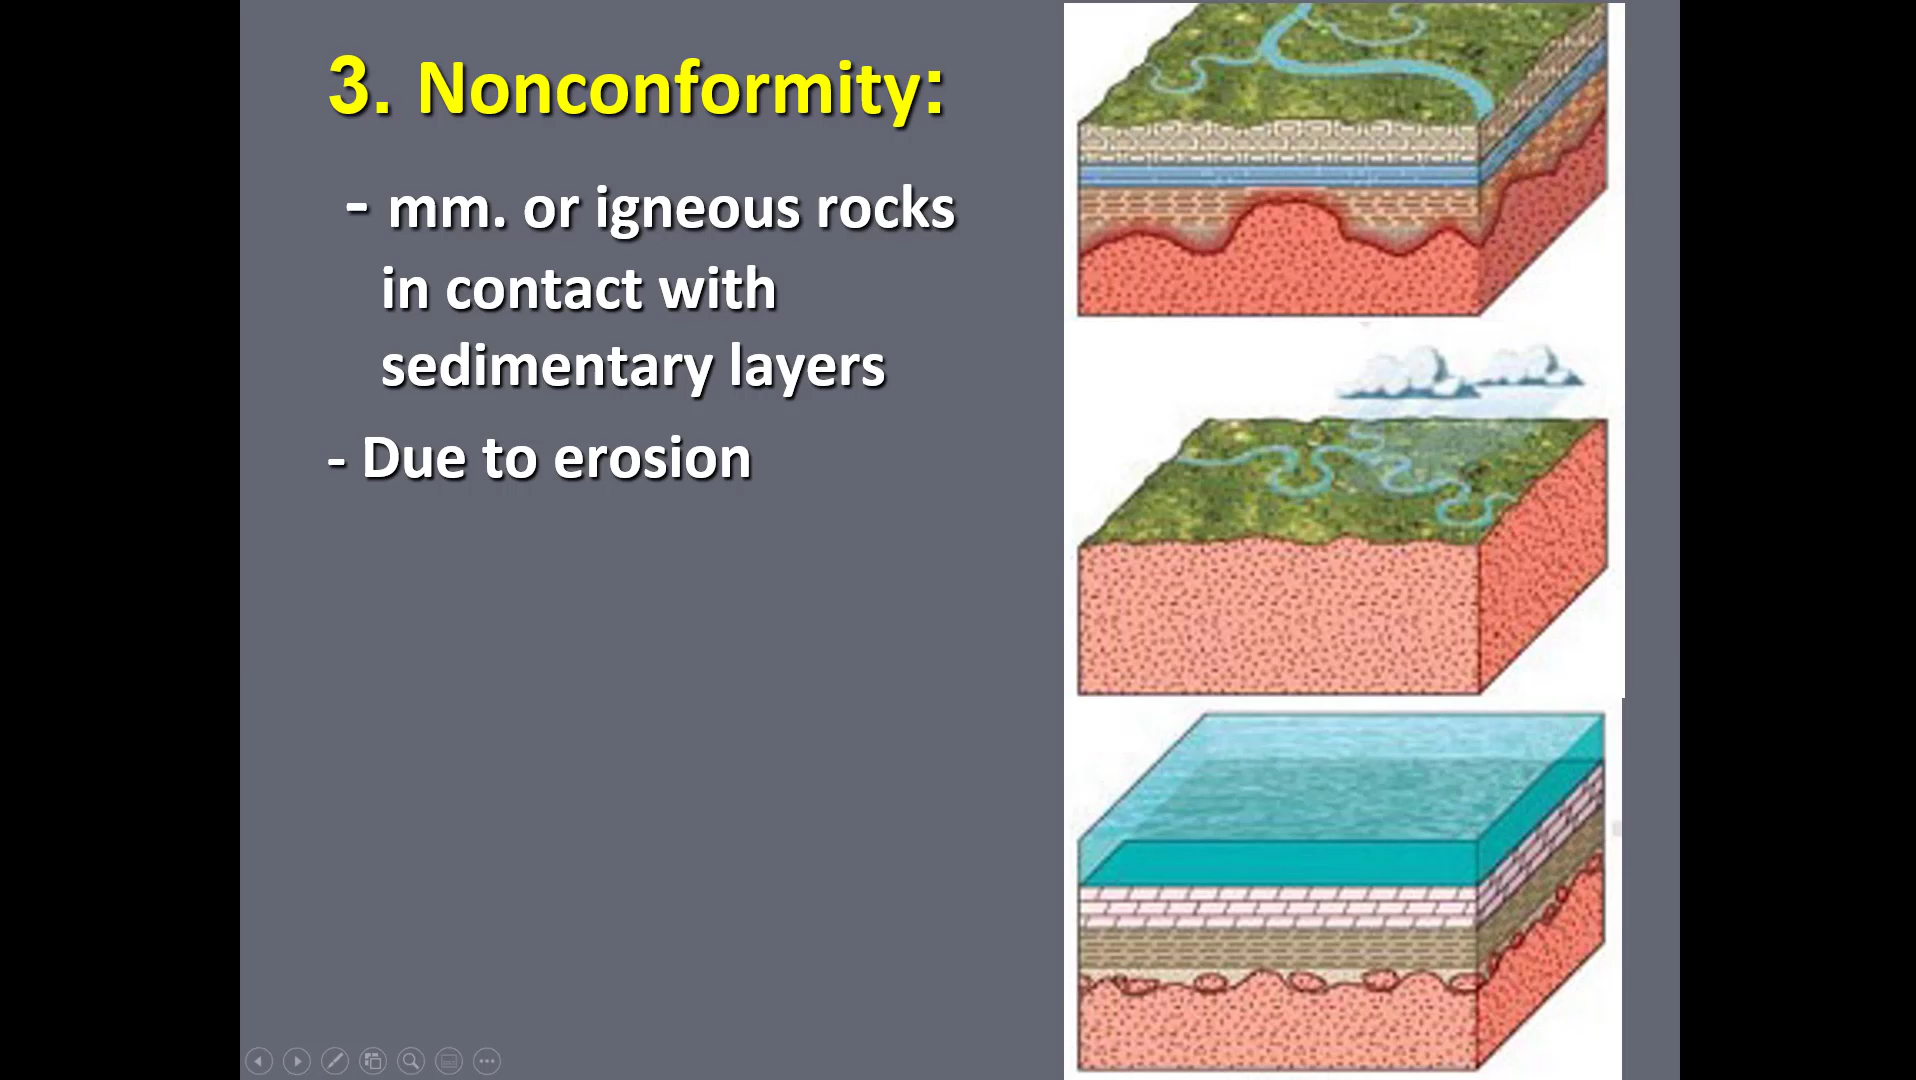 3. Nonconformity:
- mm. or igneous rocks
in contact with
sedimentary layers
- Due to erosion